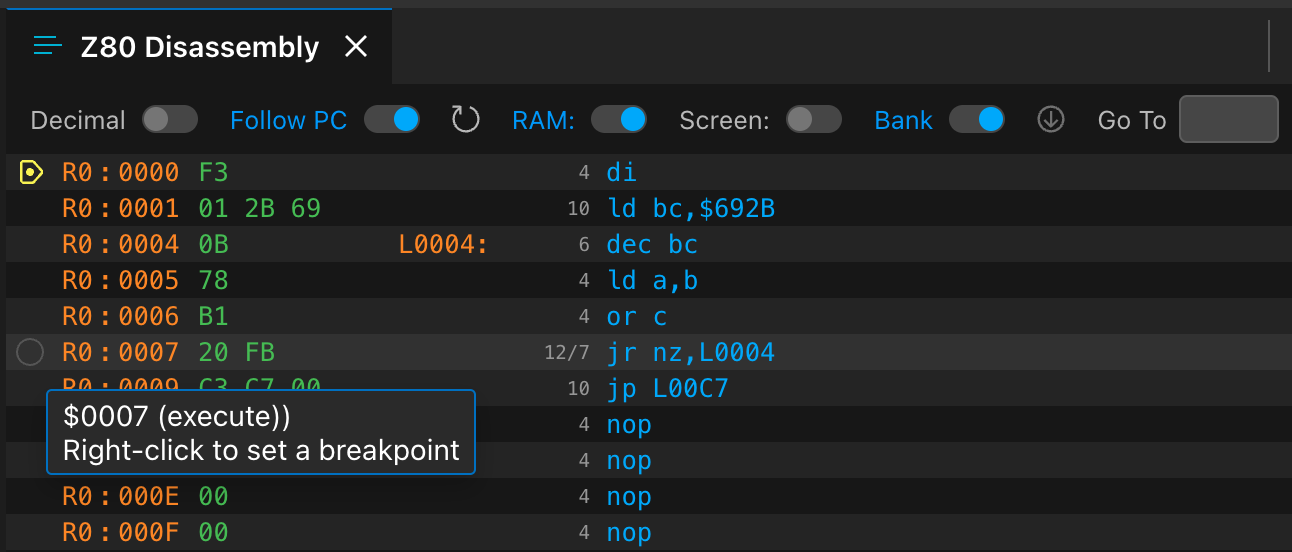 Z80 Disassembly
Decimal Follow PC RAM: Screen: Bank Go To
R0:0000 F3 4 di
R0:0001 01 2B 69 10 ld bc,$692B
R0:0004 0B L0004: 6 dec bc
R0:0005 78 4 ld a,b
R0:0006 B1 4 or c
R0:0007 20 FB 12/7 jr nz,L0004
R0:0009 C3 C7 00 10 jp L00C7
$0007 (execute))
Right-click to set a breakpoint
4 nop
4 nop
R0:000E 00 4 nop
R0:000F 00 4 nop